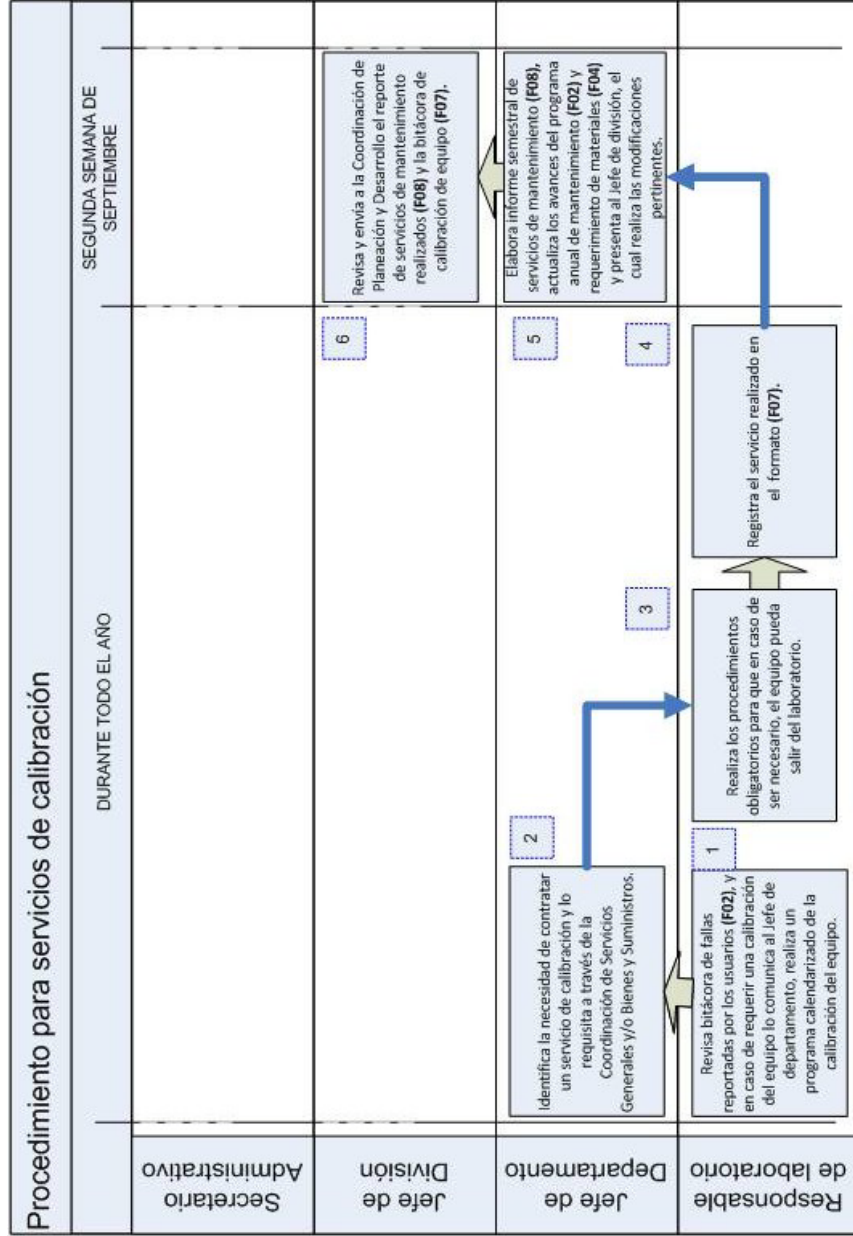 Procedimiento para servicios de calibración
DURANTE TODO EL AÑO
SEGUNDA SEMANA DE
SEPTIEMBRE
Secretario
Administrativo
Jefe de
División
6
Revisa y envía a la Coordinación de
Planeación y Desarrollo el reporte
de servicios de mantenimiento
realizados (F08) y la bitácora de
calibración de equipo (F07).
Jefe de
Departamento
Identifica la necesidad de contratar
un servicio de calibración y lo
requisita a través de la
Coordinación de Servicios
Generales y/o Bienes y Suministros.
2
5
Elabora informe semestral de
servicios de mantenimiento (F08),
actualiza los avances del programa
anual de mantenimiento (F02) y
requerimiento de materiales (F04)
y presenta al Jefe de división, el
cual realiza las modificaciones
pertinentes.
3
4
Responsable
de laboratorio
Revisa bitácora de fallas
reportadas por los usuarios (F02), y
en caso de requerir una calibración
del equipo lo comunica al Jefe de
departamento, realiza un
programa calendarizado de la
calibración del equipo.
1
Realiza los procedimientos
obligatorios para que en caso de
ser necesario, el equipo pueda
salir del laboratorio.
Registra el servicio realizado en
el formato (F07).